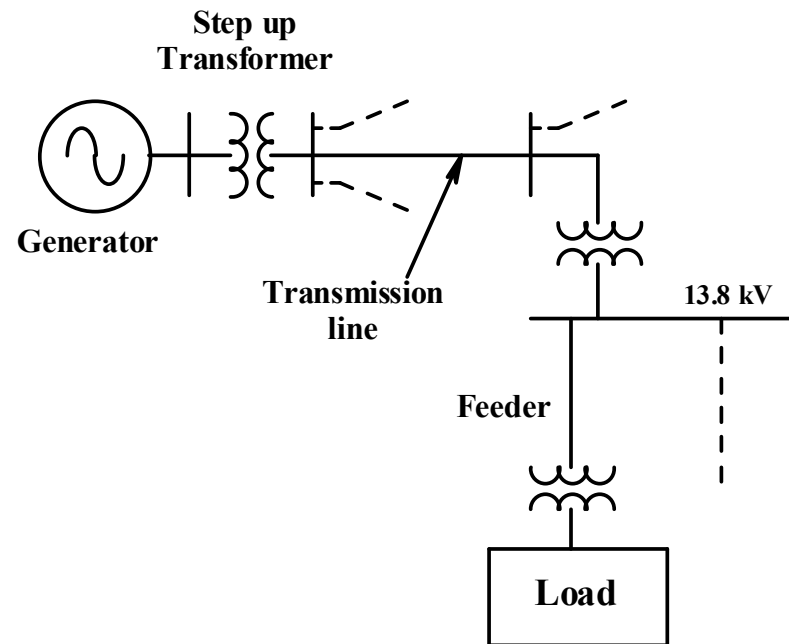 Step up
Transformer
Generator
Transmission
line
13.8 kV
Feeder
Load